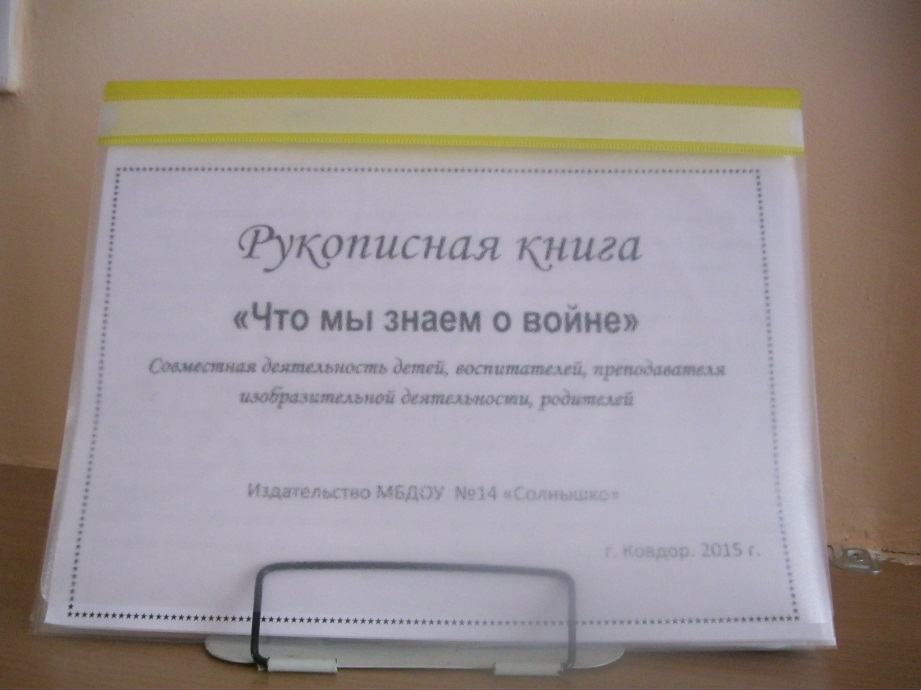 Рукописная книга
«Что мы знаем о войне»
Совместная деятельность детей, воспитателей, преподавателя
изобразительной деятельности, родителей
Издательство МБДОУ №14 «Солнышко»
г. Ковдор. 2015 г.